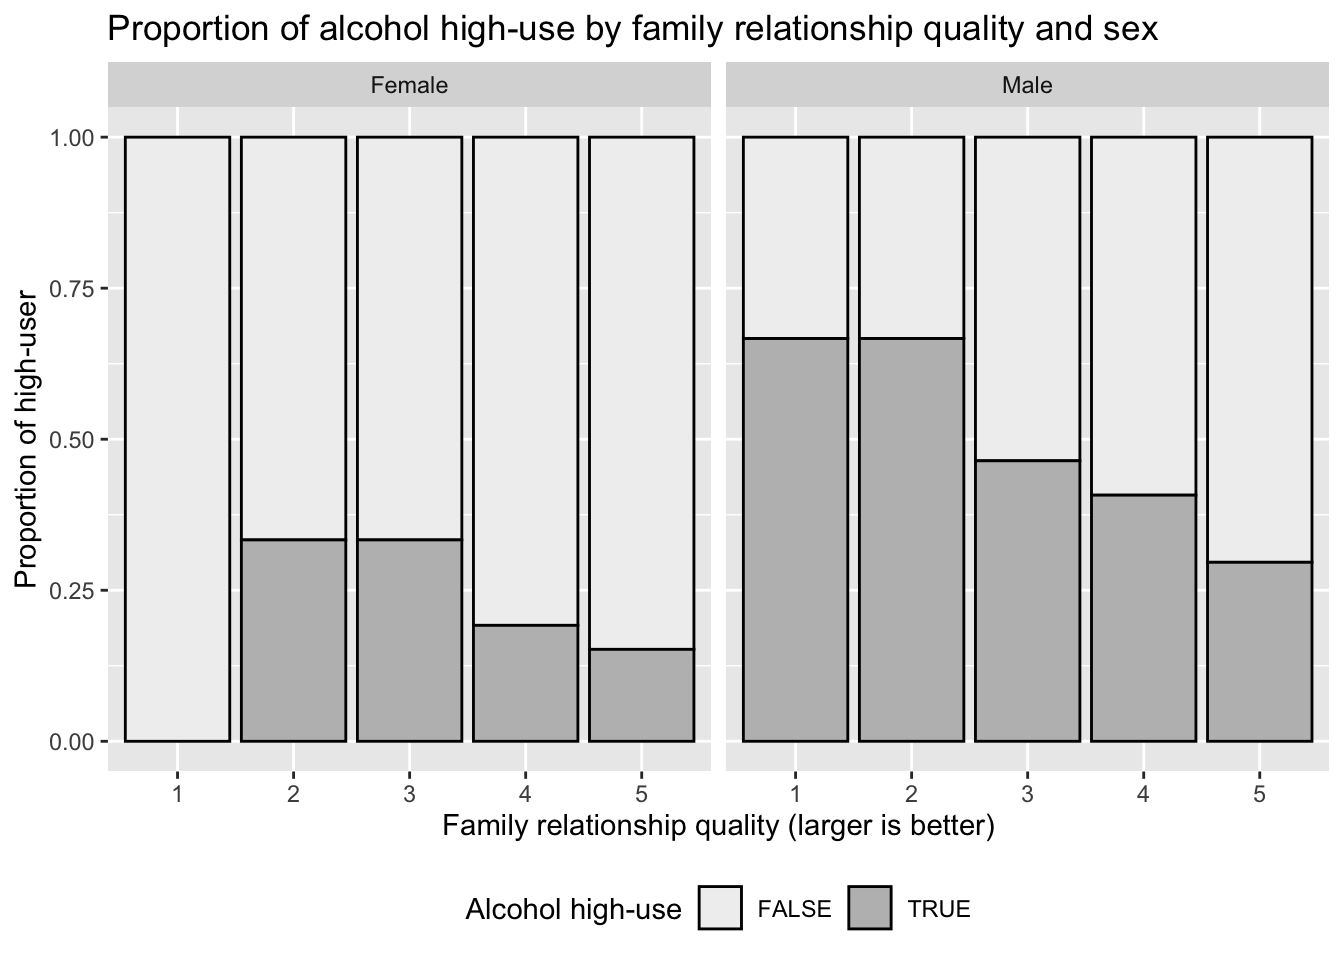 Proportion of alcohol high-use by family relationship quality and sex
Female
Male
Proportion of high-user
1.00
0.75
0.50
0.25
0.00
1 2 3 4 5
1 2 3 4 5
Family relationship quality (larger is better)
Alcohol high-use FALSE TRUE